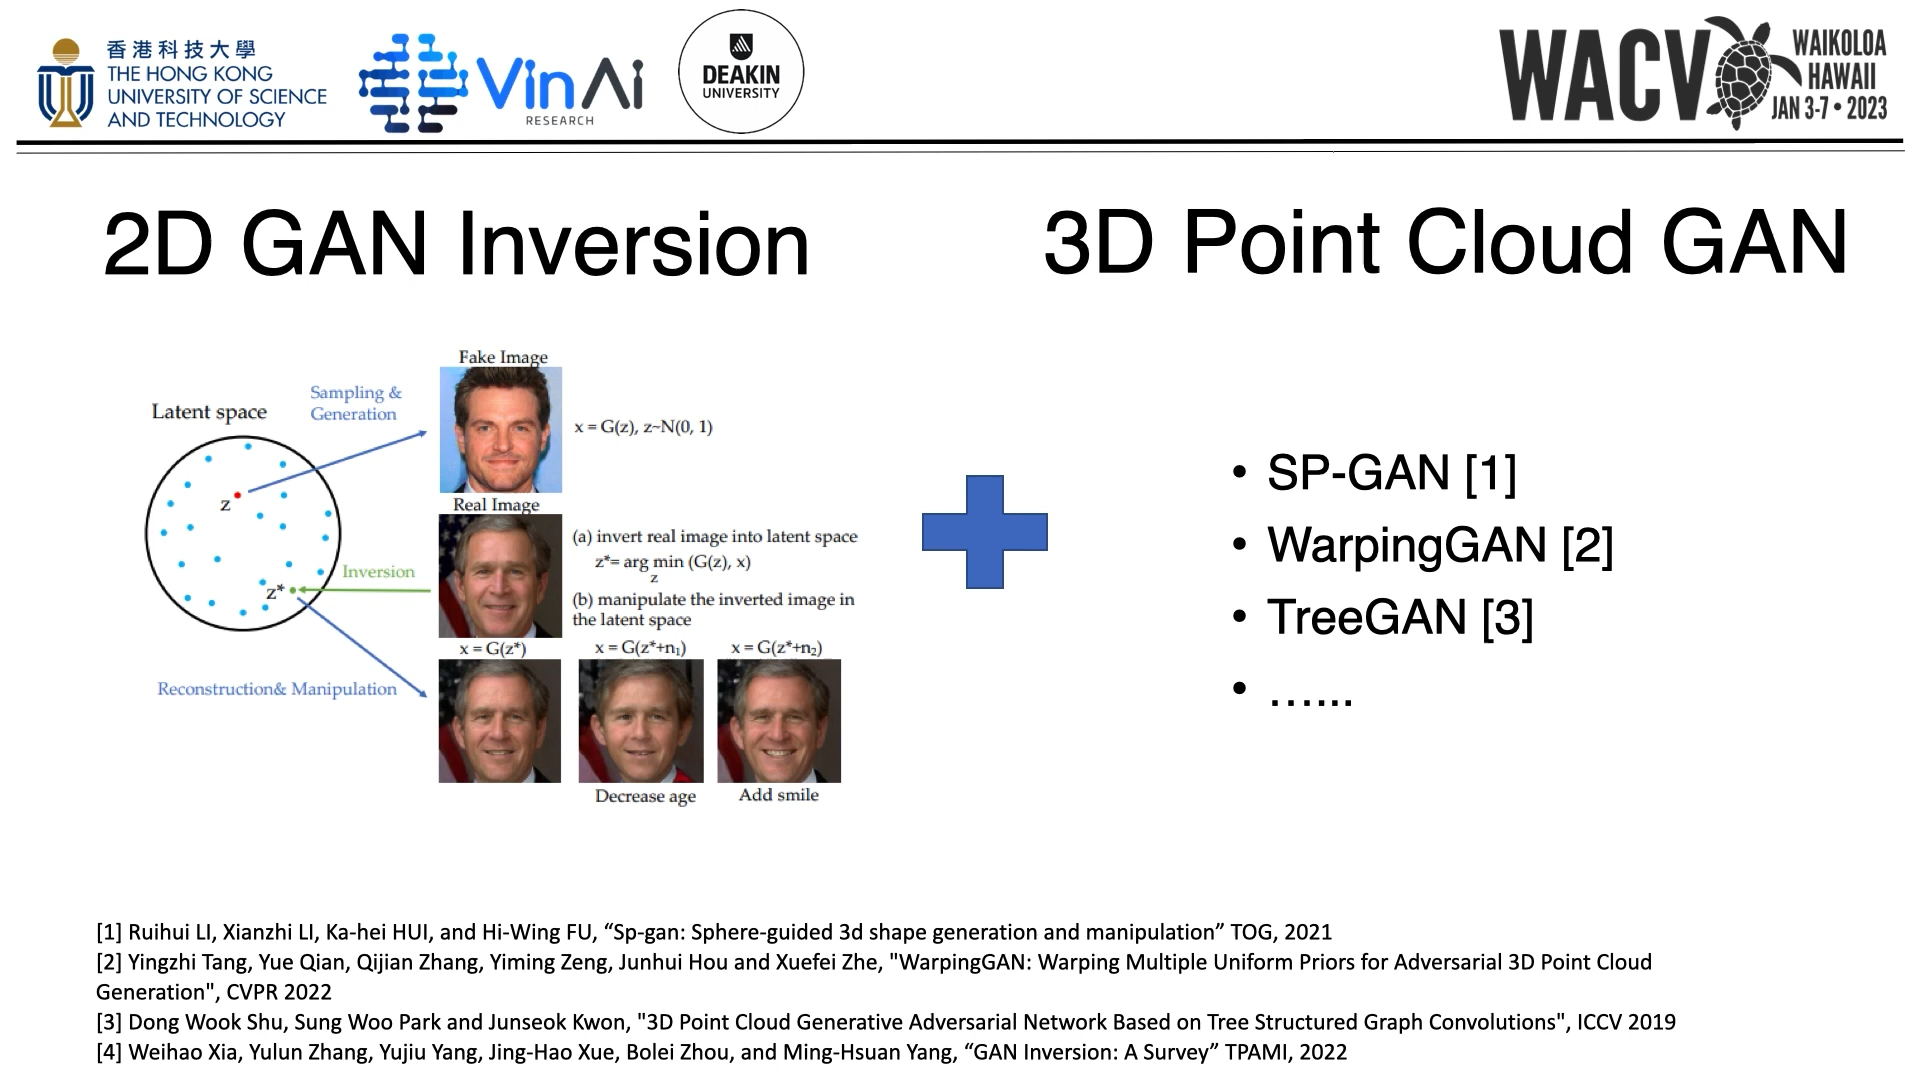 香港科技大學
THE HONG KONG
UNIVERSITY OF SCIENCE
AND TECHNOLOGY
VinAi
RESEARCH
DEAKIN
UNIVERSITY
WACV
WAIKOLOA
HAWAII
JAN 3-7 • 2023
2D GAN Inversion
3D Point Cloud GAN
Fake Image
Sampling &
Generation
Latent space
x = G(z), z~N(0, 1)
z
Real Image
(a) invert real image into latent space
z*= arg min (G(z), x)
z
Inversion
z*
(b) manipulate the inverted image in
the latent space
x = G(z*)
x = G(z*+n₁)
x = G(z*+n₂)
Reconstruction& Manipulation
Decrease age
Add smile
• SP-GAN [1]
• WarpingGAN [2]
• TreeGAN [3]
• …...
[1] Ruihui LI, Xianzhi LI, Ka-hei HUI, and Hi-Wing FU, “Sp-gan: Sphere-guided 3d shape generation and manipulation” TOG, 2021
[2] Yingzhi Tang, Yue Qian, Qijian Zhang, Yiming Zeng, Junhui Hou and Xuefei Zhe, "WarpingGAN: Warping Multiple Uniform Priors for Adversarial 3D Point Cloud
Generation", CVPR 2022
[3] Dong Wook Shu, Sung Woo Park and Junseok Kwon, "3D Point Cloud Generative Adversarial Network Based on Tree Structured Graph Convolutions", ICCV 2019
[4] Weihao Xia, Yulun Zhang, Yujiu Yang, Jing-Hao Xue, Bolei Zhou, and Ming-Hsuan Yang, “GAN Inversion: A Survey” TPAMI, 2022